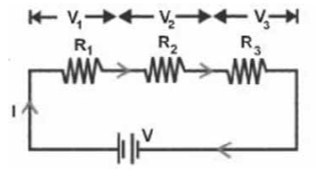 V₁ V₂ V₃
R₁ R₂ R₃
I
V